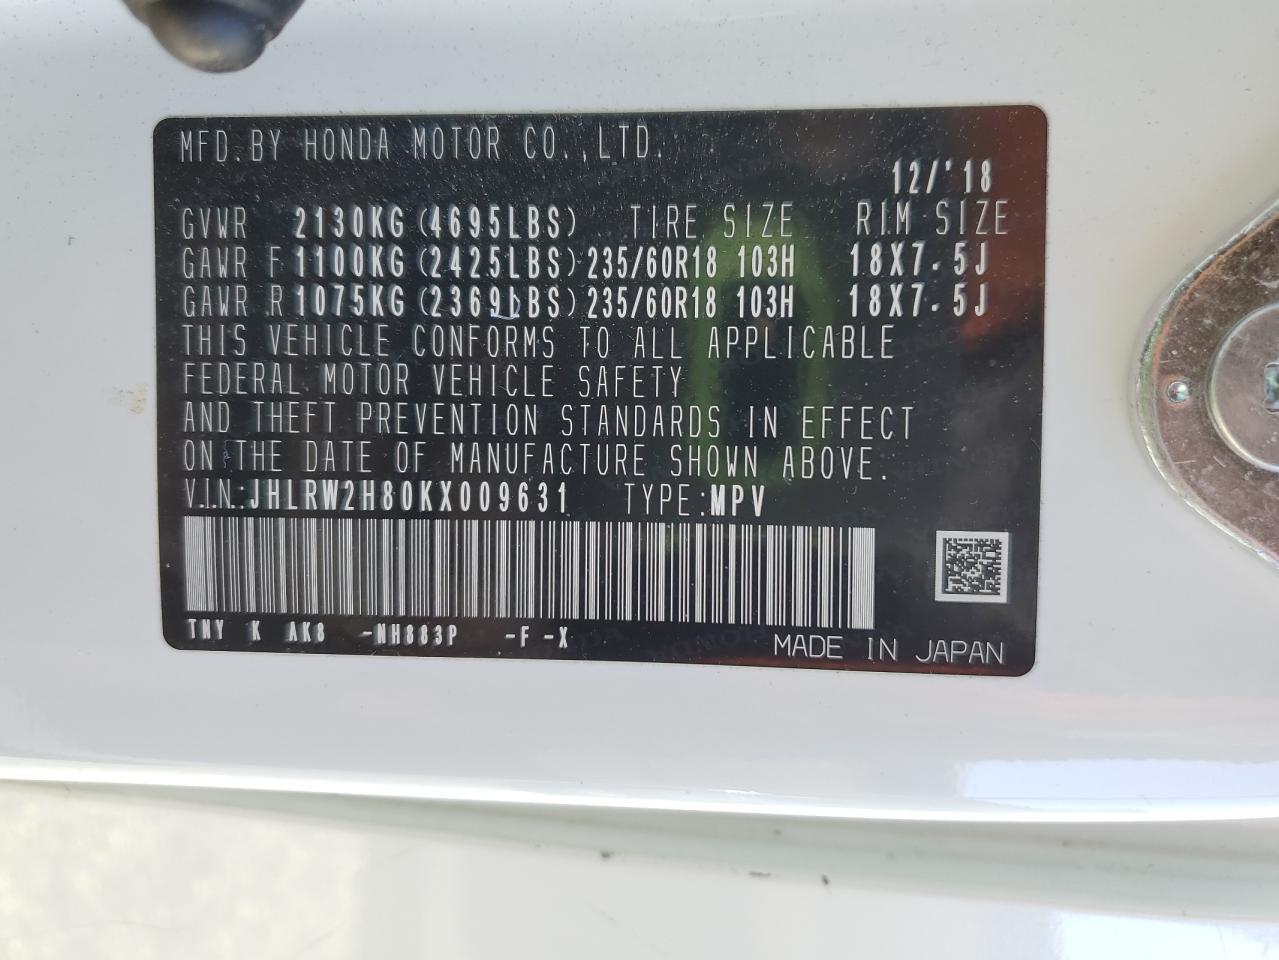 MFD.BY HONDA MOTOR CO.,LTD.
12/'18
GVWR 2130KG(4695LBS) TIRE SIZE RIM SIZE
GAWR F 1100KG(2425LBS)235/60R18 103H 18X7.5J
GAWR R 1075KG(2369LBS)235/60R18 103H 18X7.5J
THIS VEHICLE CONFORMS TO ALL APPLICABLE
FEDERAL MOTOR VEHICLE SAFETY
AND THEFT PREVENTION STANDARDS IN EFFECT
ON THE DATE OF MANUFACTURE SHOWN ABOVE.
V.I.N.:JHLRW2H80KX009631 TYPE:MPV
TNY K AK8 -NH883P -F -X
MADE IN JAPAN